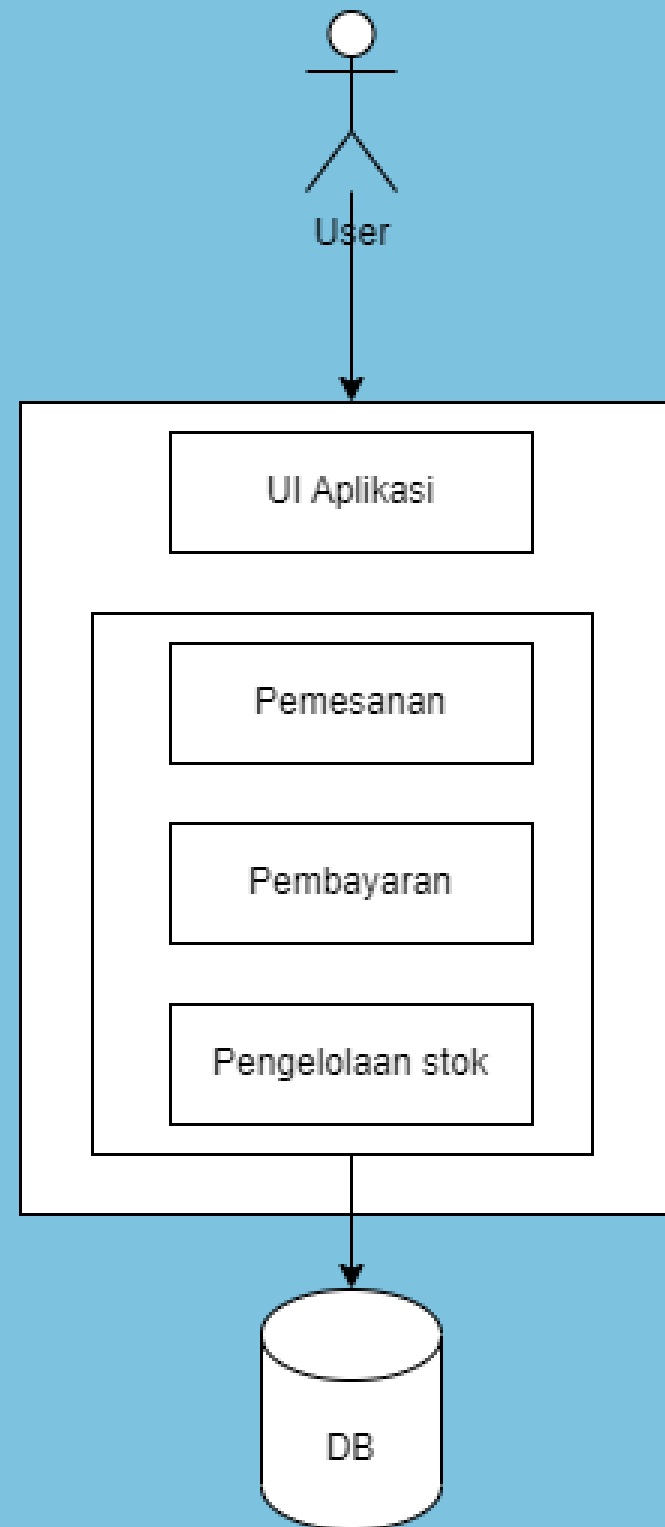 User
UI Aplikasi
Pemesanan
Pembayaran
Pengelolaan stok
DB